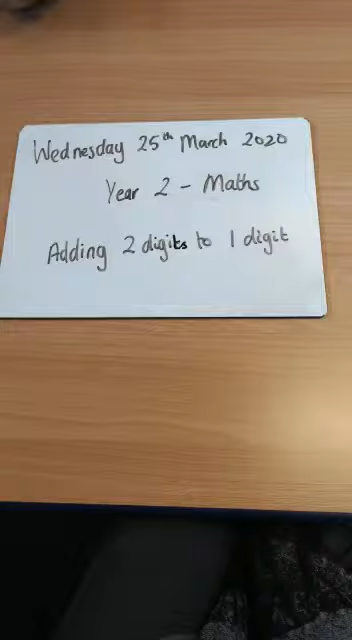 Wednesday 25th March 2020
Year 2 - Maths
Adding 2 digits to 1 digit